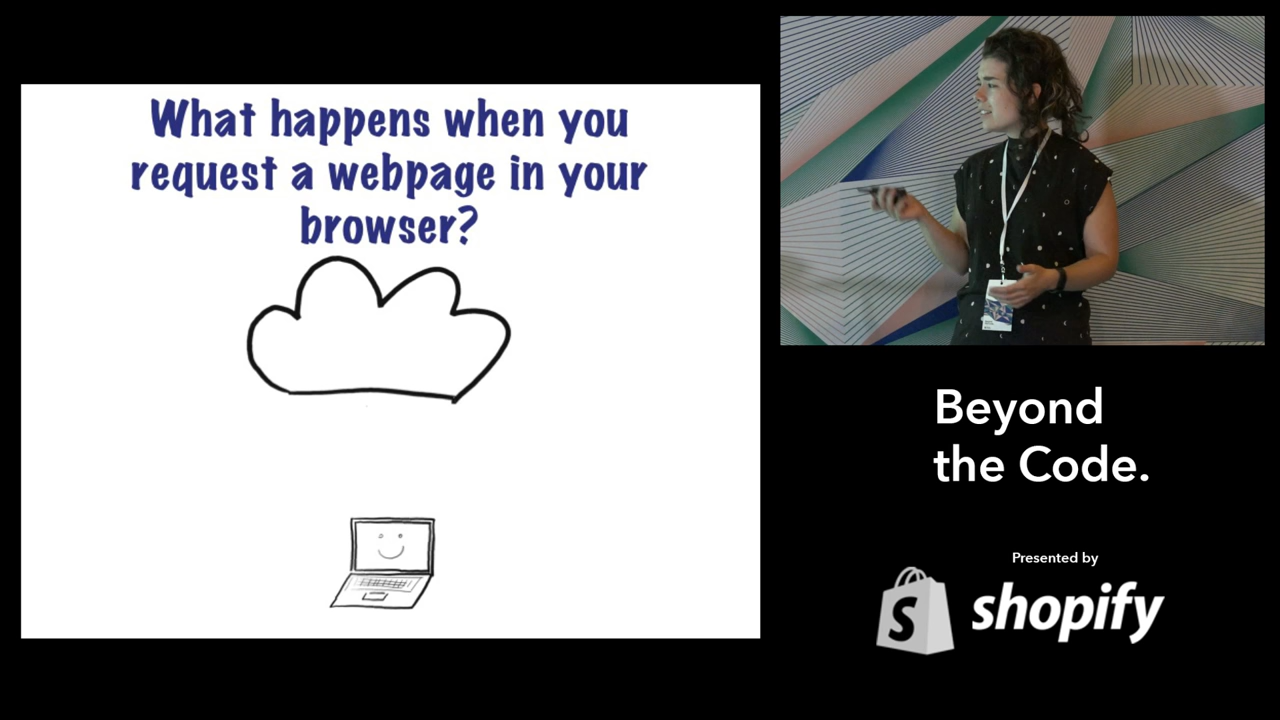 What happens when you
request a webpage in your
browser?
Beyond
the Code.
Presented by
S
shopify